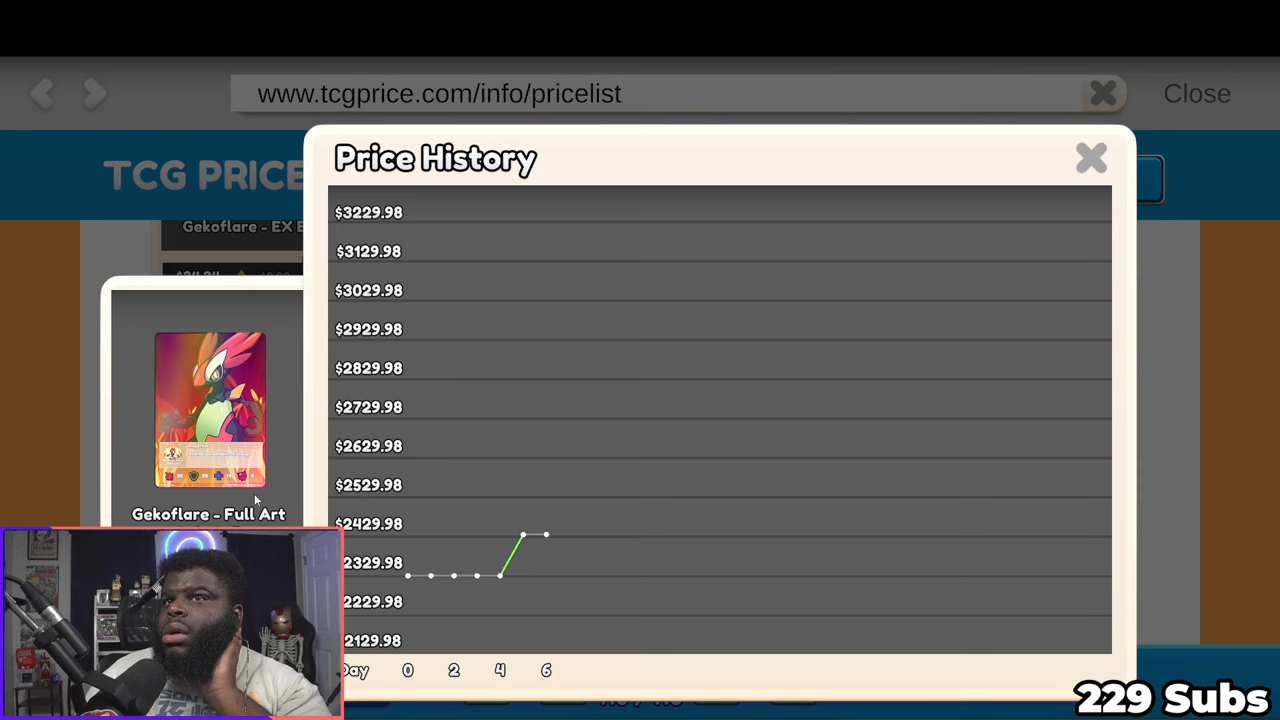 www.tcgprice.com/info/pricelist
Close
TCG PRICE
Price History
Gekoflare - EX
$3229.98
$3129.98
$3029.98
$2929.98
$2829.98
$2729.98
$2629.98
$2529.98
$2429.98
2329.98
2229.98
2129.98
Gekoflare - Full Art
Day 0 2 4 6
229 Subs